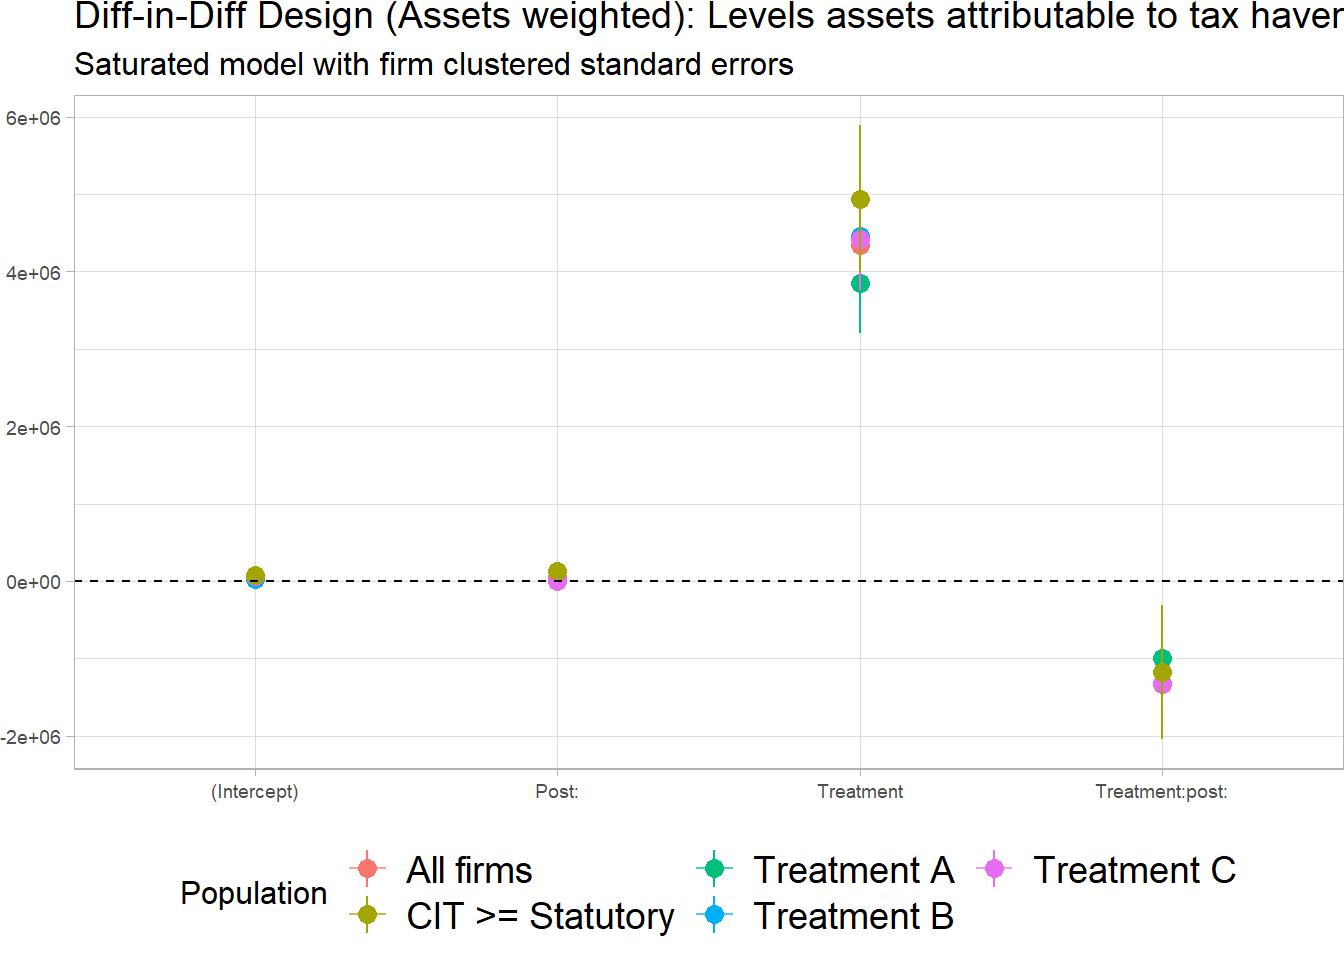 Diff-in-Diff Design (Assets weighted): Levels assets attributable to tax haven
Saturated model with firm clustered standard errors
6e+06
4e+06
2e+06
0e+00
-2e+06
(Intercept)
Post:
Treatment
Treatment:post:
Population
All firms
CIT >= Statutory
Treatment A
Treatment B
Treatment C